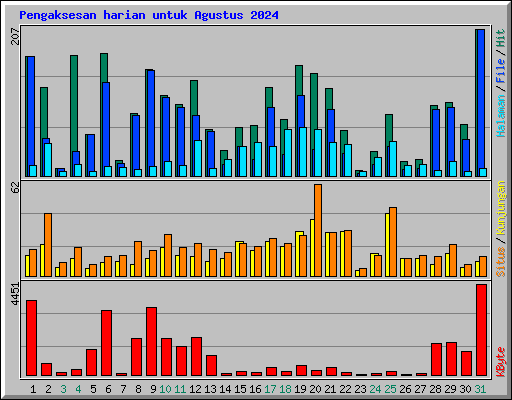 Pengaksesan harian untuk Agustus 2024
207
Halaman / File / Hit
62
Situs / Kunjungan
4451
KByte
1 2 3 4 5 6 7 8 9 10 11 12 13 14 15 16 17 18 19 20 21 22 23 24 25 26 27 28 29 30 31